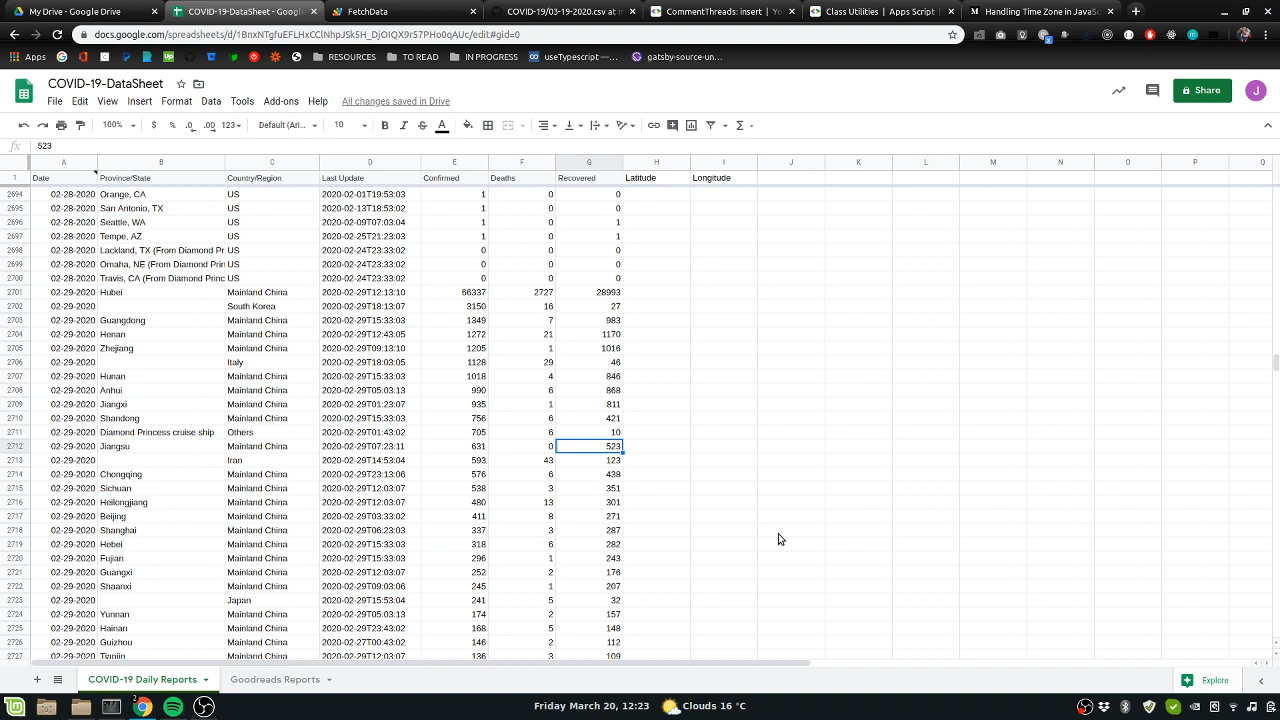 My Drive - Google Drive
COVID-19-DataSheet - Google
FetchData
COVID-19/03-19-2020.csv at m
CommentThreads: insert | Yo
Class Utilities | Apps Script |
Handling Time Zone in JavaSc
docs.google.com/spreadsheets/d/1BnxNTgfuEFLHxCClNhpJSk5H_DjOIQX9r57PHo0qAUc/edit#gid=0
Apps
RESOURCES
TO READ
IN PROGRESS
useTypescript —...
gatsby-source-un...
COVID-19-DataSheet
File Edit View Insert Format Data Tools Add-ons Help All changes saved in Drive
Share
J
100% $ % .0 .00 123 Default (Ari... 10 B I S A
fx 523
A B C D E F G H I J K L M N O P Q
1 Date Province/State Country/Region Last Update Confirmed Deaths Recovered Latitude Longitude
2694 02-28-2020 Orange, CA US 2020-02-01T19:53:03 1 0 0
2695 02-28-2020 San Antonio, TX US 2020-02-13T18:53:02 1 0 0
2696 02-28-2020 Seattle, WA US 2020-02-09T07:03:04 1 0 1
2697 02-28-2020 Tempe, AZ US 2020-02-25T21:23:03 1 0 1
2698 02-28-2020 Lackland, TX (From Diamond Pr US 2020-02-24T23:33:02 0 0 0
2699 02-28-2020 Omaha, NE (From Diamond Prin US 2020-02-24T23:33:02 0 0 0
2700 02-28-2020 Travis, CA (From Diamond Princ US 2020-02-24T23:33:02 0 0 0
2701 02-29-2020 Hubei Mainland China 2020-02-29T12:13:10 66337 2727 28993
2702 02-29-2020 South Korea 2020-02-29T18:13:07 3150 16 27
2703 02-29-2020 Guangdong Mainland China 2020-02-29T15:33:03 1349 7 983
2704 02-29-2020 Henan Mainland China 2020-02-29T12:43:05 1272 21 1170
2705 02-29-2020 Zhejiang Mainland China 2020-02-29T09:13:10 1205 1 1016
2706 02-29-2020 Italy 2020-02-29T18:03:05 1128 29 46
2707 02-29-2020 Hunan Mainland China 2020-02-29T15:33:03 1018 4 846
2708 02-29-2020 Anhui Mainland China 2020-02-29T05:03:13 990 6 868
2709 02-29-2020 Jiangxi Mainland China 2020-02-29T01:23:07 935 1 811
2710 02-29-2020 Shandong Mainland China 2020-02-29T15:33:03 756 6 421
2711 02-29-2020 Diamond Princess cruise ship Others 2020-02-29T01:43:02 705 6 10
2712 02-29-2020 Jiangsu Mainland China 2020-02-29T07:23:11 631 0 523
2713 02-29-2020 Iran 2020-02-29T14:53:04 593 43 123
2714 02-29-2020 Chongqing Mainland China 2020-02-29T23:13:06 576 6 438
2715 02-29-2020 Sichuan Mainland China 2020-02-29T12:03:07 538 3 351
2716 02-29-2020 Heilongjiang Mainland China 2020-02-29T12:03:07 480 13 301
2717 02-29-2020 Beijing Mainland China 2020-02-29T03:33:02 411 8 271
2718 02-29-2020 Shanghai Mainland China 2020-02-29T06:23:03 337 3 287
2719 02-29-2020 Hebei Mainland China 2020-02-29T15:33:03 318 6 282
2720 02-29-2020 Fujian Mainland China 2020-02-29T15:33:03 296 1 243
2721 02-29-2020 Guangxi Mainland China 2020-02-29T12:03:07 252 2 176
2722 02-29-2020 Shaanxi Mainland China 2020-02-29T09:03:06 245 1 207
2723 02-29-2020 Japan 2020-02-29T15:53:04 241 5 32
2724 02-29-2020 Yunnan Mainland China 2020-02-29T05:03:13 174 2 157
2725 02-29-2020 Hainan Mainland China 2020-02-29T23:43:02 168 5 148
2726 02-29-2020 Guizhou Mainland China 2020-02-27T00:43:02 146 2 112
2727 02-29-2020 Tianjin Mainland China 2020-02-29T12:03:07 136 3 109
COVID-19 Daily Reports
Goodreads Reports
Explore
2
Friday March 20, 12:23
Clouds 16 °C